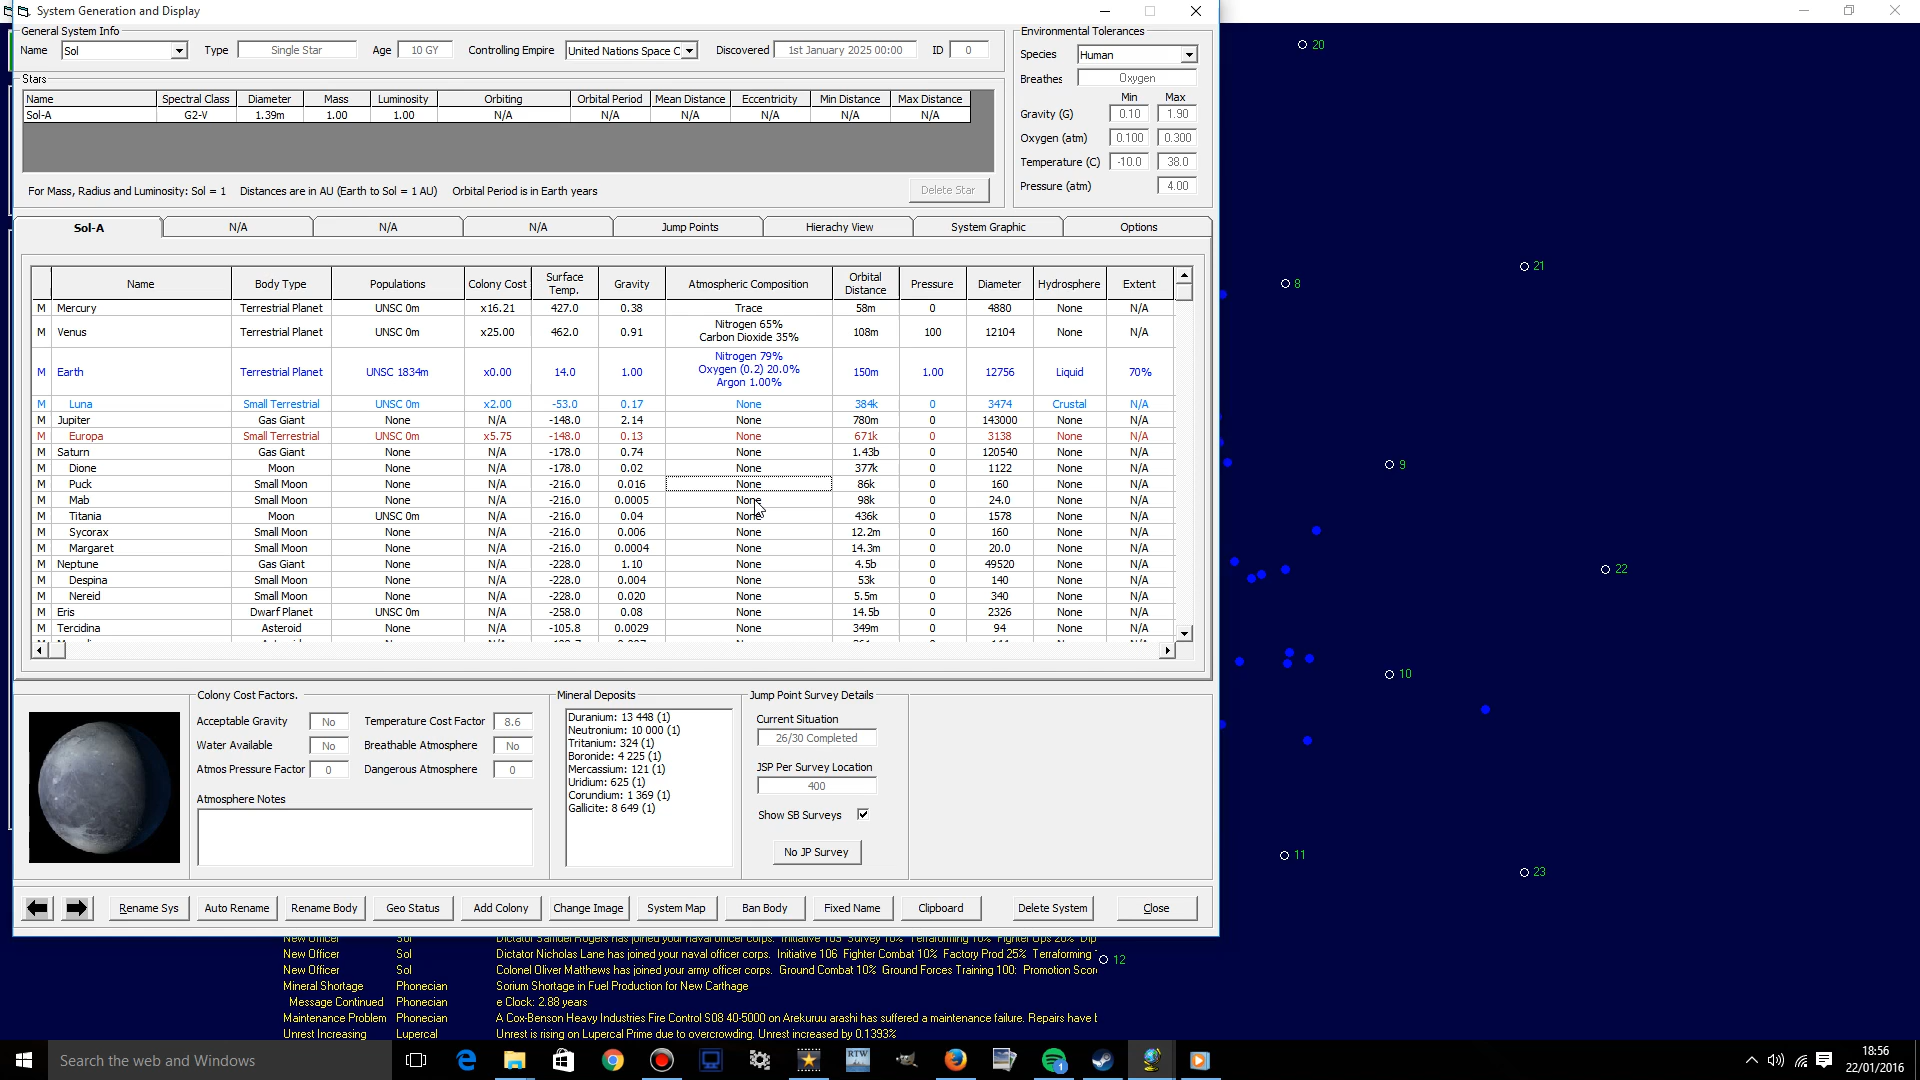 System Generation and Display
General System Info
Name Sol Type Single Star Age 10 GY Controlling Empire United Nations Space C Discovered 1st January 2025 00:00 ID 0
Environmental Tolerances
Species Human
Breathes Oxygen
Min Max
Gravity (G) 0.10 1.90
Oxygen (atm) 0.100 0.300
Temperature (C) -10.0 38.0
Pressure (atm) 4.00
Stars
Name Spectral Class Diameter Mass Luminosity Orbiting Orbital Period Mean Distance Eccentricity Min Distance Max Distance
Sol-A G2-V 1.39m 1.00 1.00 N/A N/A N/A N/A N/A N/A
For Mass, Radius and Luminosity: Sol = 1 Distances are in AU (Earth to Sol = 1 AU) Orbital Period is in Earth years Delete Star
Sol-A N/A N/A N/A Jump Points Hierachy View System Graphic Options
Name Body Type Populations Colony Cost Surface Temp. Gravity Atmospheric Composition Orbital Distance Pressure Diameter Hydrosphere Extent
M Mercury Terrestrial Planet UNSC 0m x16.21 427.0 0.38 Trace 58m 0 4880 None N/A
M Venus Terrestrial Planet UNSC 0m x25.00 462.0 0.91 Nitrogen 65% Carbon Dioxide 35% 108m 100 12104 None N/A
M Earth Terrestrial Planet UNSC 1834m x0.00 14.0 1.00 Nitrogen 79% Oxygen (0.2) 20.0% Argon 1.00% 150m 1.00 12756 Liquid 70%
M Luna Small Terrestrial UNSC 0m x2.00 -53.0 0.17 None 384k 0 3474 Crustal N/A
M Jupiter Gas Giant None N/A -148.0 2.14 None 780m 0 143000 None N/A
M Europa Small Terrestrial UNSC 0m x5.75 -148.0 0.13 None 671k 0 3138 None N/A
M Saturn Gas Giant None N/A -178.0 0.74 None 1.43b 0 120540 None N/A
M Dione Moon None N/A -178.0 0.02 None 377k 0 1122 None N/A
M Puck Small Moon None N/A -216.0 0.016 None 86k 0 160 None N/A
M Mab Small Moon None N/A -216.0 0.0005 None 98k 0 24.0 None N/A
M Titania Moon UNSC 0m N/A -216.0 0.04 None 436k 0 1578 None N/A
M Sycorax Small Moon None N/A -216.0 0.006 None 12.2m 0 160 None N/A
M Margaret Small Moon None N/A -216.0 0.0004 None 14.3m 0 20.0 None N/A
M Neptune Gas Giant None N/A -228.0 1.10 None 4.5b 0 49520 None N/A
M Despina Small Moon None N/A -228.0 0.004 None 53k 0 140 None N/A
M Nereid Small Moon None N/A -228.0 0.020 None 5.5m 0 340 None N/A
M Eris Dwarf Planet UNSC 0m N/A -258.0 0.08 None 14.5b 0 2326 None N/A
M Tercidina Asteroid None N/A -105.8 0.0029 None 349m 0 94 None N/A
Colony Cost Factors.
Acceptable Gravity No Temperature Cost Factor 8.6
Water Available No Breathable Atmosphere No
Atmos Pressure Factor 0 Dangerous Atmosphere 0
Atmosphere Notes
Mineral Deposits
Duranium: 13 448 (1)
Neutronium: 10 000 (1)
Tritanium: 324 (1)
Boronide: 4 225 (1)
Mercassium: 121 (1)
Uridium: 625 (1)
Corundium: 1 369 (1)
Gallicite: 8 649 (1)
Jump Point Survey Details
Current Situation
26/30 Completed
JSP Per Survey Location
400
Show SB Surveys
No JP Survey
Rename Sys Auto Rename Rename Body Geo Status Add Colony Change Image System Map Ban Body Fixed Name Clipboard Delete System Close
20
21
8
9
22
10
11
23
12
New Officer Sol Dictator Samuel Rogers has joined your naval officer corps. Initiative 103 Survey 10% Terraforming 10% Fighter Ops 20% Dip
New Officer Sol Dictator Nicholas Lane has joined your naval officer corps. Initiative 106 Fighter Combat 10% Factory Prod 25% Terraforming
New Officer Sol Colonel Oliver Matthews has joined your army officer corps. Ground Combat 10% Ground Forces Training 100: Promotion Scor
Mineral Shortage Phonecian Sorium Shortage in Fuel Production for New Carthage
Message Continued Phonecian e Clock: 2.88 years
Maintenance Problem Phonecian A Cox-Benson Heavy Industries Fire Control S08 40-5000 on Arekuruu arashi has suffered a maintenance failure. Repairs have
Unrest Increasing Lupercal Unrest is rising on Lupercal Prime due to overcrowding. Unrest increased by 0.1393%
Search the web and Windows
RTW
1
18:56
22/01/2016